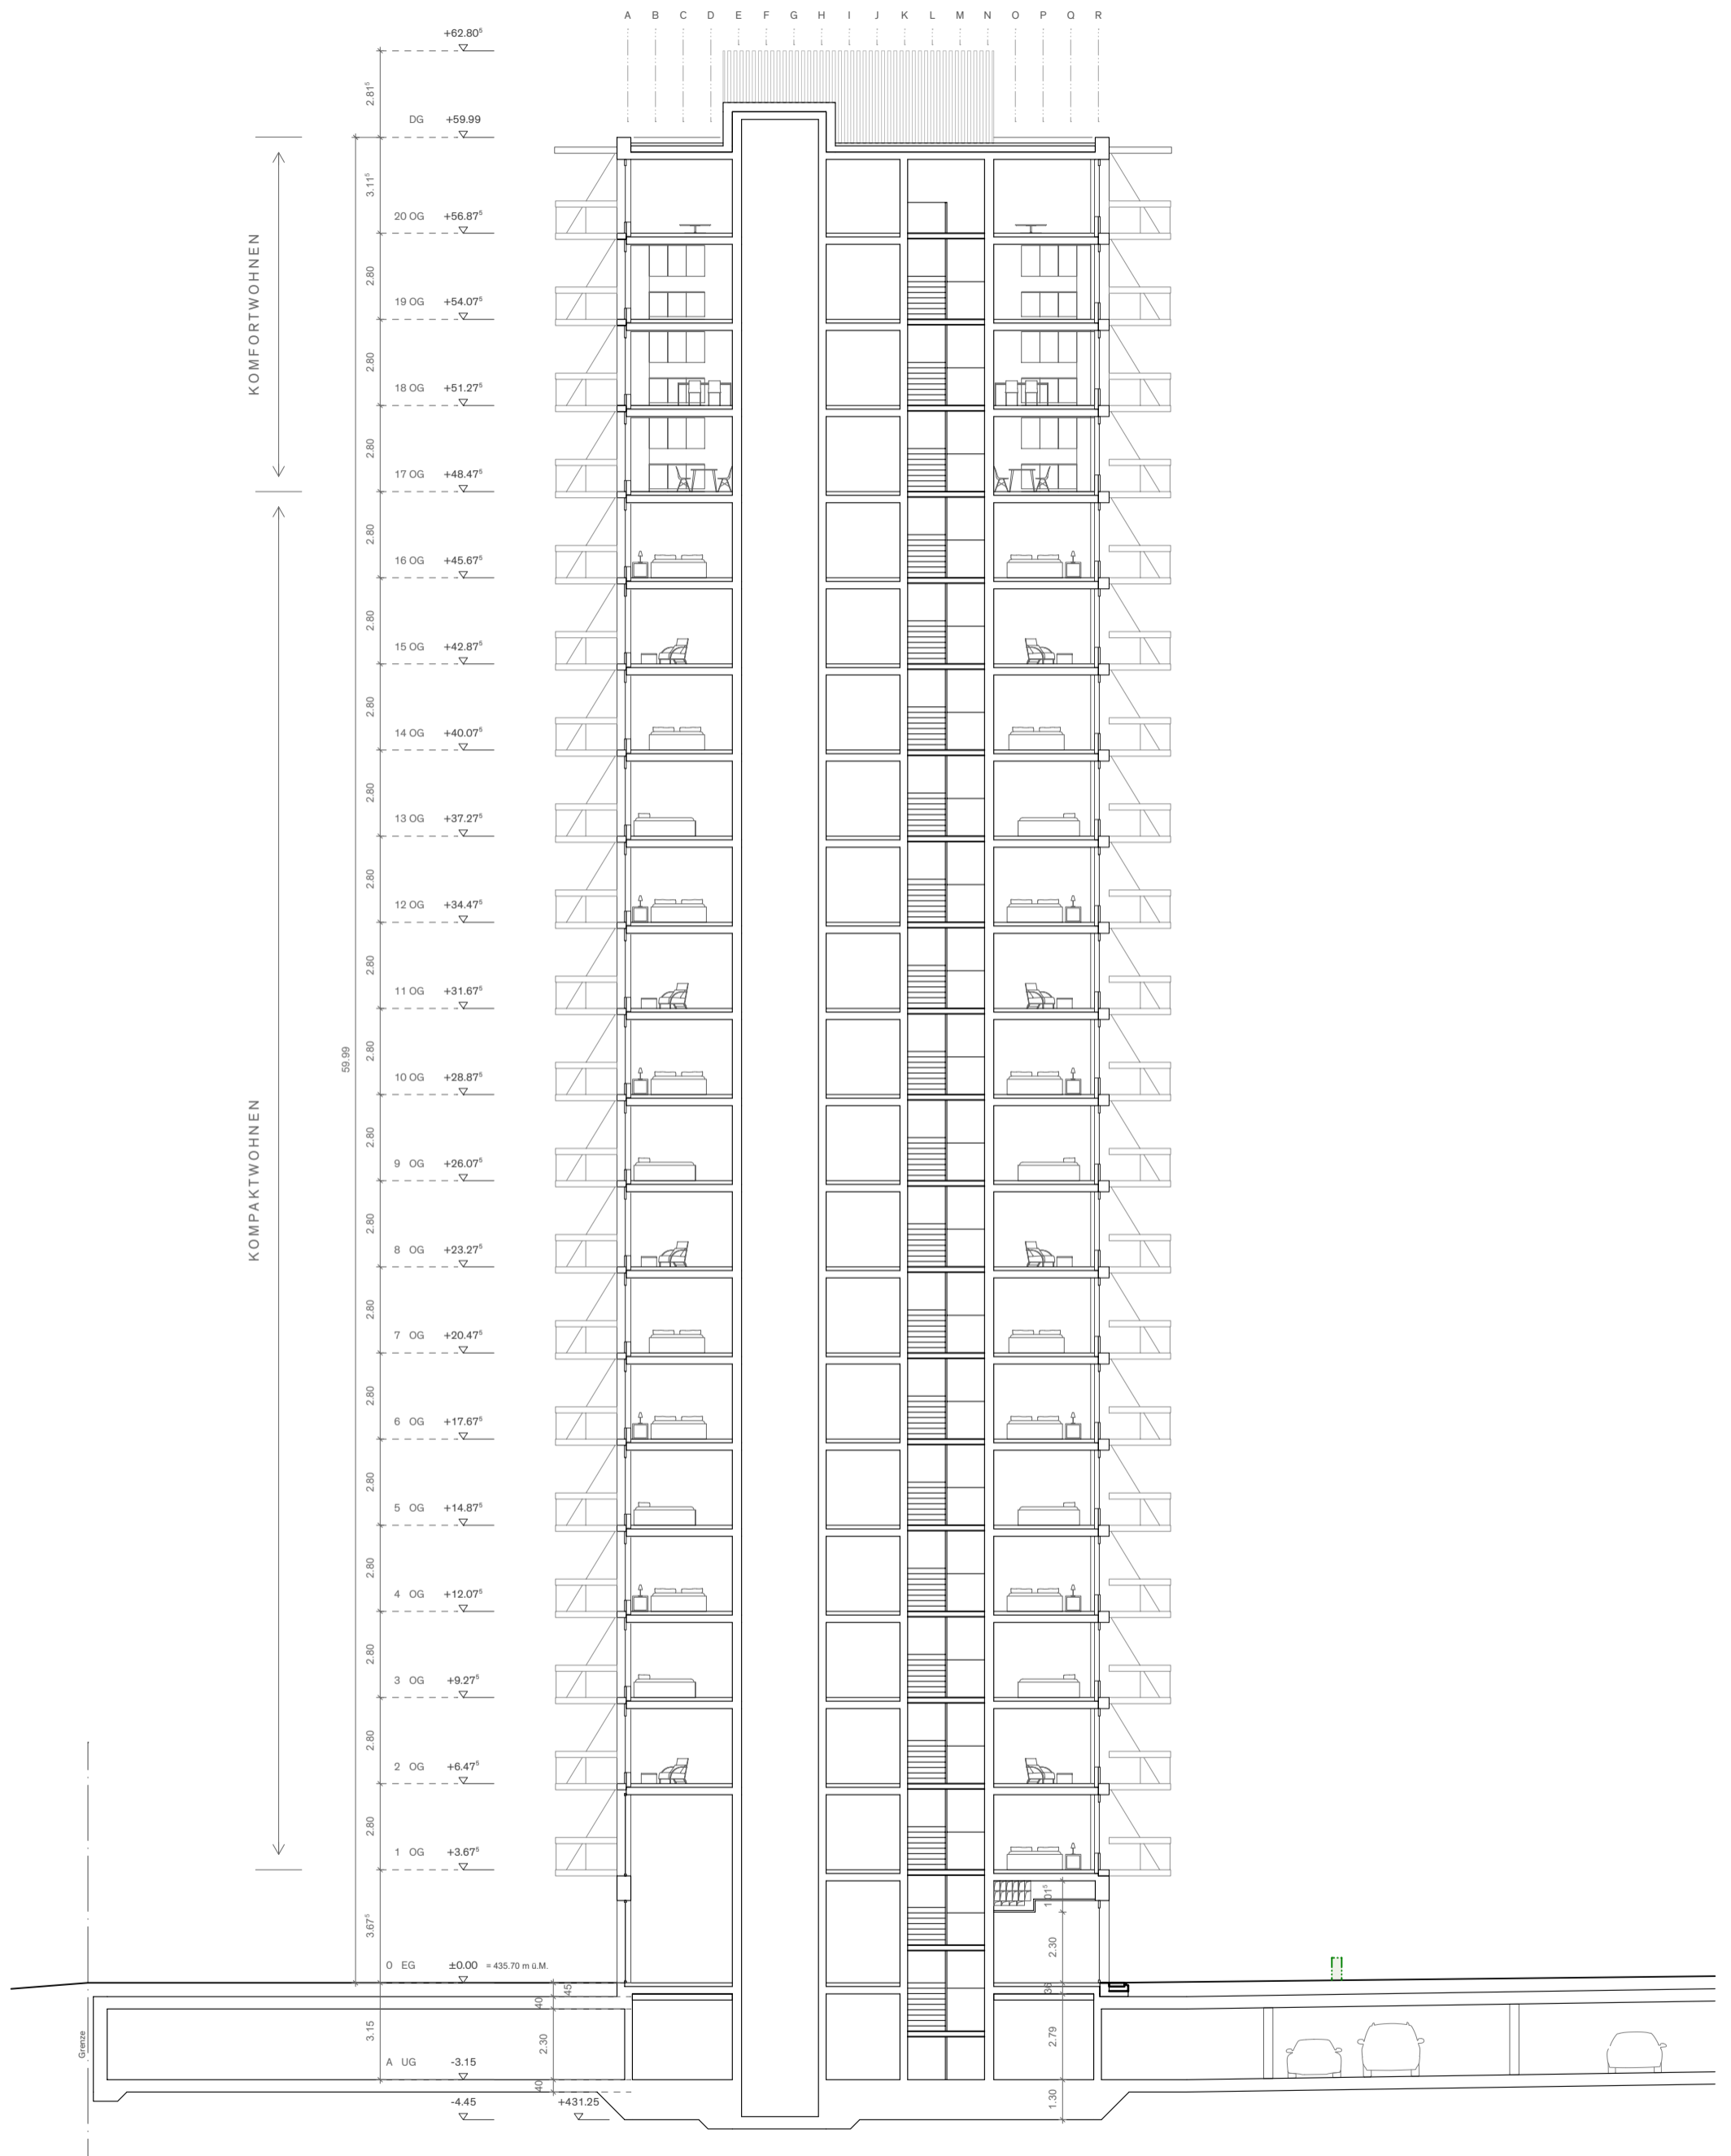 A B C D E F G H I J K L M N O P Q R
+62.80⁵
2.81⁵
DG +59.99
3.11⁵
20 OG +56.87⁵
2.80
19 OG +54.07⁵
2.80
18 OG +51.27⁵
2.80
17 OG +48.47⁵
KOMFORTWOHNEN
2.80
16 OG +45.67⁵
2.80
15 OG +42.87⁵
2.80
14 OG +40.07⁵
2.80
13 OG +37.27⁵
2.80
12 OG +34.47⁵
2.80
11 OG +31.67⁵
2.80
59.99
10 OG +28.87⁵
2.80
9 OG +26.07⁵
KOMPAKTWOHNEN
2.80
8 OG +23.27⁵
2.80
7 OG +20.47⁵
2.80
6 OG +17.67⁵
2.80
5 OG +14.87⁵
2.80
4 OG +12.07⁵
2.80
3 OG +9.27⁵
2.80
2 OG +6.47⁵
2.80
1 OG +3.67⁵
1.01⁵
3.67⁵
2.30
0 EG ±0.00 = 435.70 m ü.M.
45
36
40
3.15
2.30
2.79
Grenze
A UG -3.15
40
1.30
-4.45
+431.25